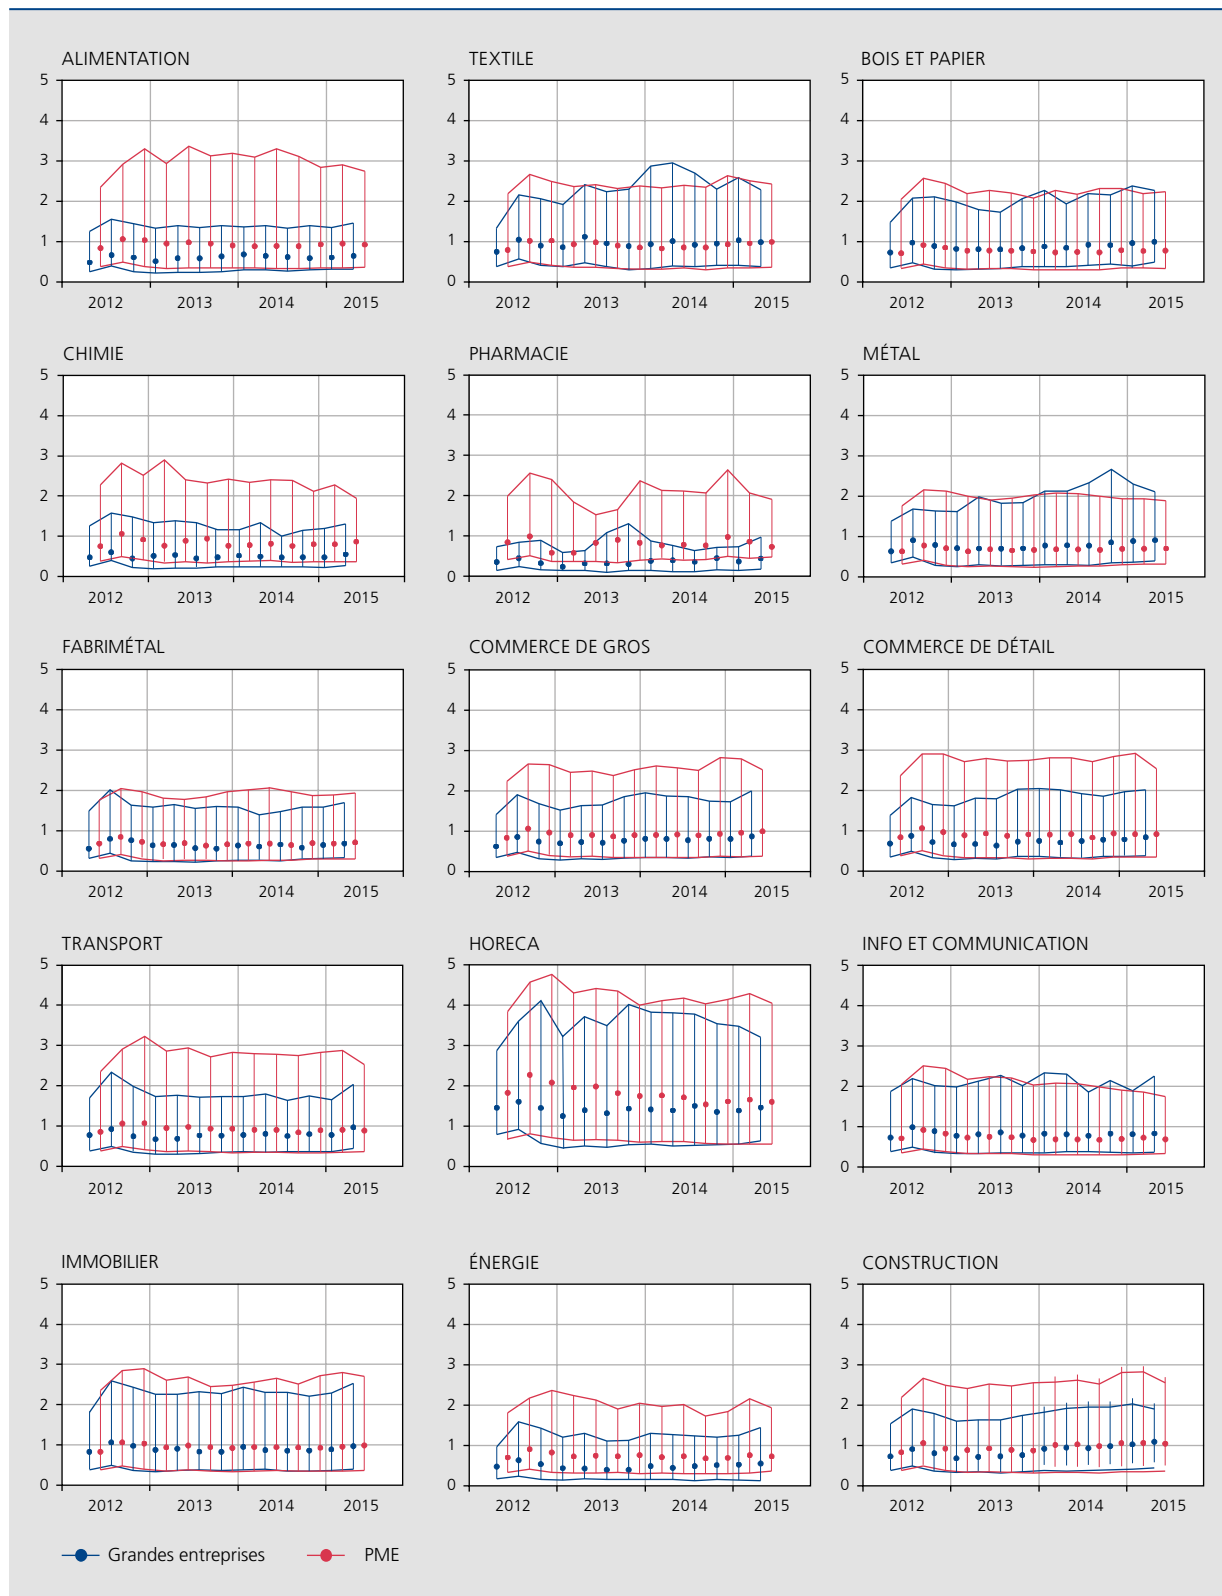 ALIMENTATION TEXTILE BOIS ET PAPIER
5 5 5
4 4 4
3 3 3
2 2 2
1 1 1
0 0 0
2012 2013 2014 2015 2012 2013 2014 2015 2012 2013 2014 2015
CHIMIE PHARMACIE MÉTAL
5 5 5
4 4 4
3 3 3
2 2 2
1 1 1
0 0 0
2012 2013 2014 2015 2012 2013 2014 2015 2012 2013 2014 2015
FABRIMÉTAL COMMERCE DE GROS COMMERCE DE DÉTAIL
5 5 5
4 4 4
3 3 3
2 2 2
1 1 1
0 0 0
2012 2013 2014 2015 2012 2013 2014 2015 2012 2013 2014 2015
TRANSPORT HORECA INFO ET COMMUNICATION
5 5 5
4 4 4
3 3 3
2 2 2
1 1 1
0 0 0
2012 2013 2014 2015 2012 2013 2014 2015 2012 2013 2014 2015
IMMOBILIER ÉNERGIE CONSTRUCTION
5 5 5
4 4 4
3 3 3
2 2 2
1 1 1
0 0 0
2012 2013 2014 2015 2012 2013 2014 2015 2012 2013 2014 2015
Grandes entreprises PME